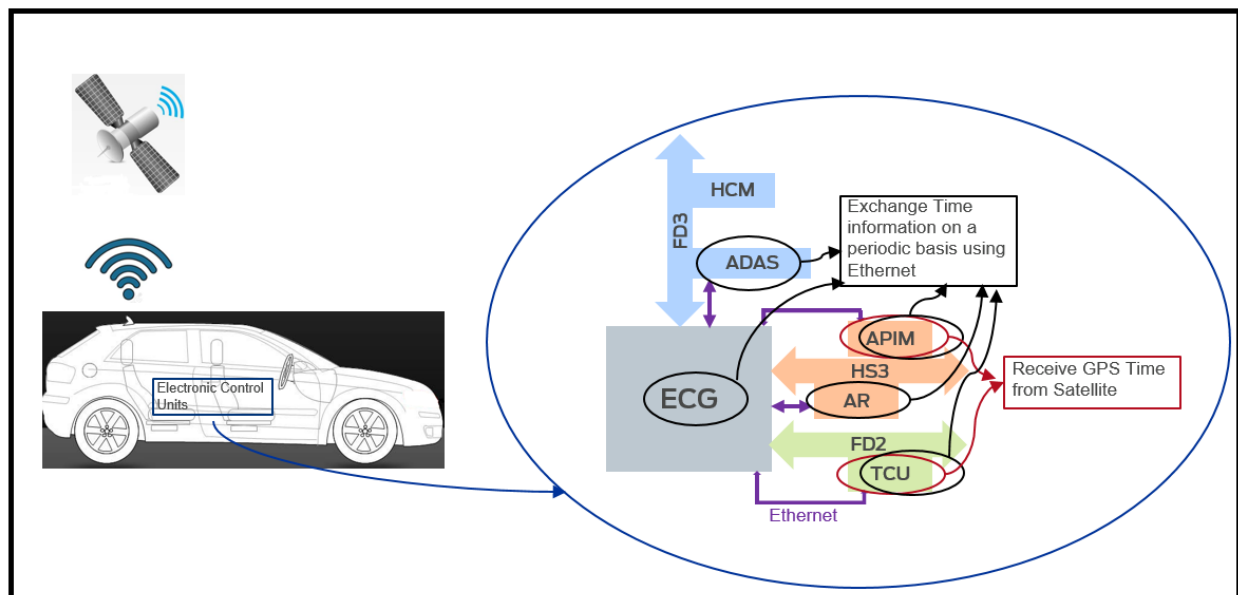 Electronic Control
Units
FD3
HCM
ADAS
Exchange Time
information on a
periodic basis using
Ethernet
ECG
APIM
HS3
AR
FD2
TCU
Ethernet
Receive GPS Time
from Satellite